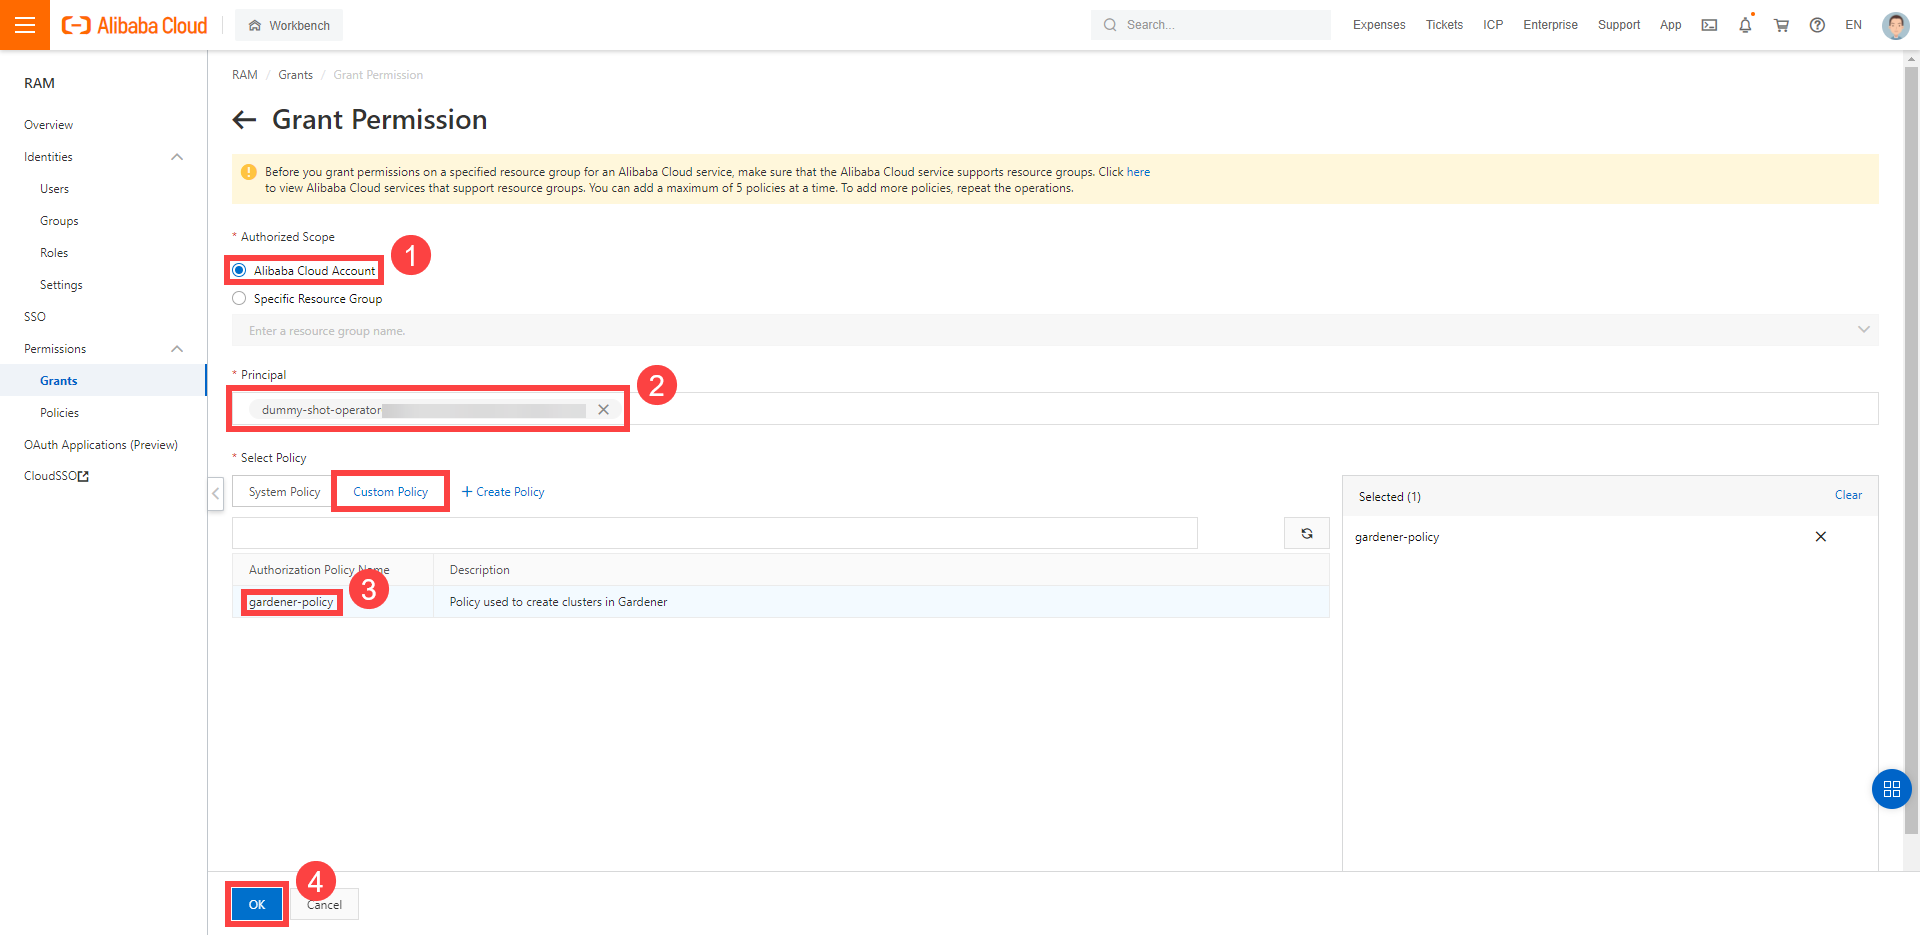 Alibaba Cloud
Workbench
Search...
Expenses
Tickets
ICP
Enterprise
Support
App
EN
RAM
Overview
Identities
Users
Groups
Roles
Settings
SSO
Permissions
Grants
Policies
OAuth Applications (Preview)
CloudSSO
RAM / Grants / Grant Permission
Grant Permission
Before you grant permissions on a specified resource group for an Alibaba Cloud service, make sure that the Alibaba Cloud service supports resource groups. Click here
to view Alibaba Cloud services that support resource groups. You can add a maximum of 5 policies at a time. To add more policies, repeat the operations.
* Authorized Scope
1
Alibaba Cloud Account
Specific Resource Group
Enter a resource group name.
* Principal
2
dummy-shot-operator
* Select Policy
System Policy
Custom Policy
Create Policy
Authorization Policy Name
Description
3
gardener-policy
Policy used to create clusters in Gardener
Selected (1)
Clear
gardener-policy
4
OK
Cancel